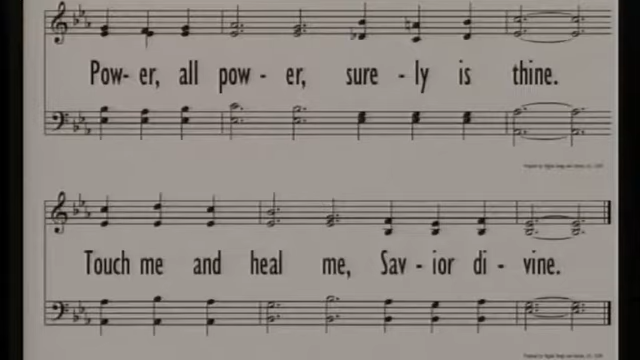 Pow- er, all pow - er, sure - ly is thine.
Touch me and heal me, Sav - ior di - vine.